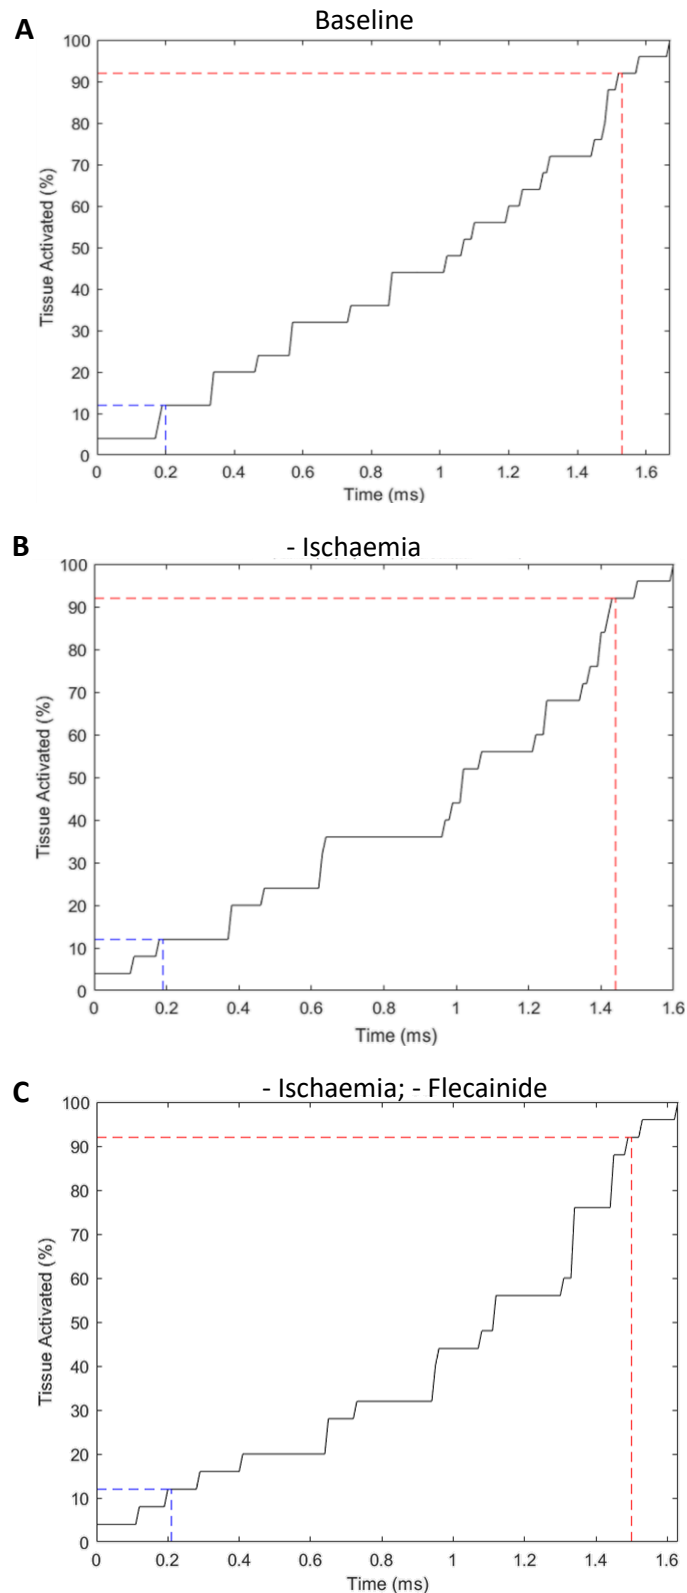 A
Baseline
100
90
80
70
60
50
40
30
20
10
0
Tissue Activated (%)
0 0.2 0.4 0.6 0.8 1 1.2 1.4 1.6
Time (ms)
B
- Ischaemia
100
90
80
70
60
50
40
30
20
10
0
Tissue Activated (%)
0 0.2 0.4 0.6 0.8 1 1.2 1.4 1.6
Time (ms)
C
- Ischaemia; - Flecainide
100
90
80
70
60
50
40
30
20
10
0
Tissue Activated (%)
0 0.2 0.4 0.6 0.8 1 1.2 1.4 1.6
Time (ms)